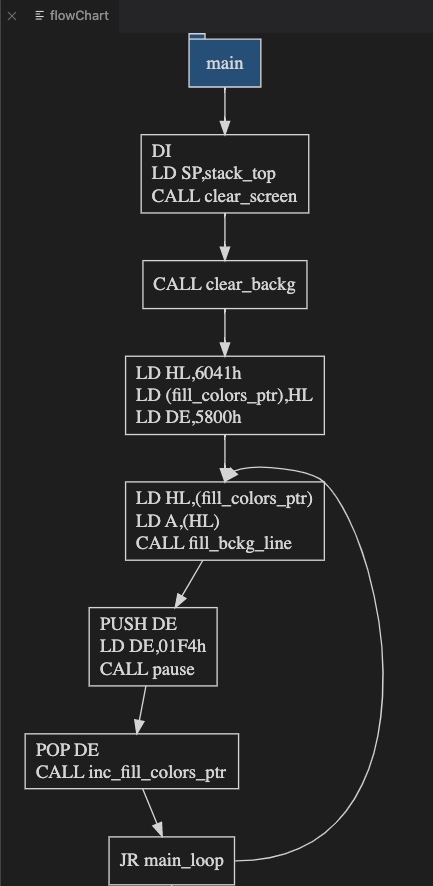 flowChart
main
DI
LD SP,stack_top
CALL clear_screen
CALL clear_backg
LD HL,6041h
LD (fill_colors_ptr),HL
LD DE,5800h
LD HL,(fill_colors_ptr)
LD A,(HL)
CALL fill_bckg_line
PUSH DE
LD DE,01F4h
CALL pause
POP DE
CALL inc_fill_colors_ptr
JR main_loop